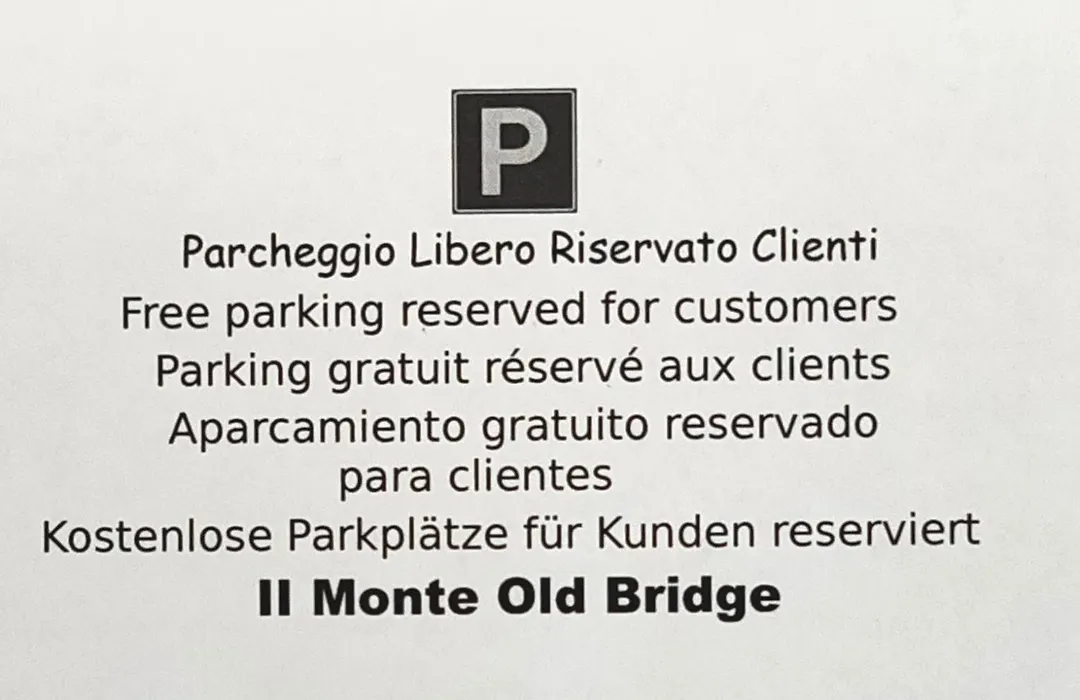 P
Parcheggio Libero Riservato Clienti
Free parking reserved for customers
Parking gratuit réservé aux clients
Aparcamiento gratuito reservado
para clientes
Kostenlose Parkplätze für Kunden reserviert
Il Monte Old Bridge